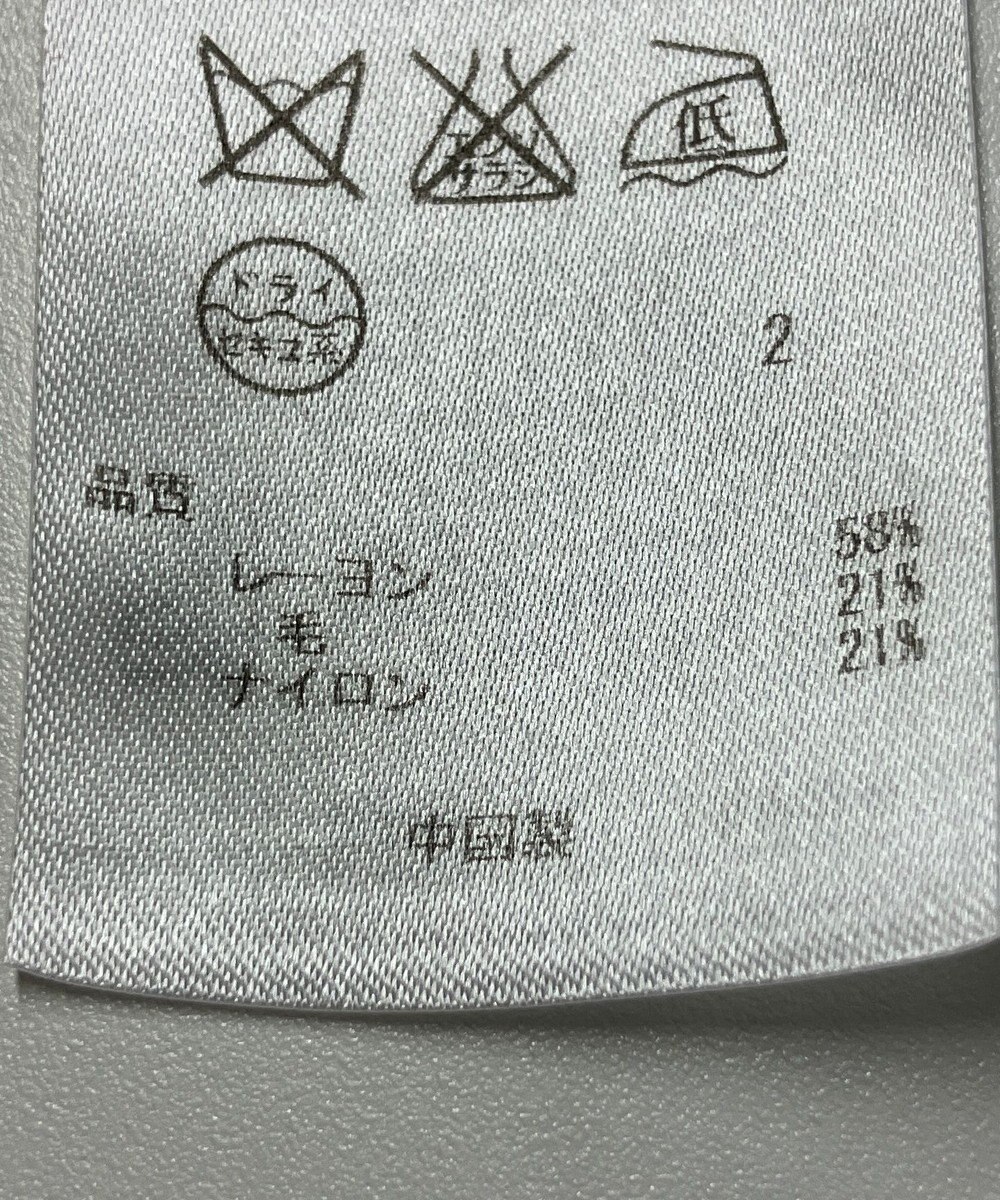 エンソ
サラシ
低
ドライ
セキユ系
2
品質
レーヨン 58%
毛 21%
ナイロン 21%
中国製